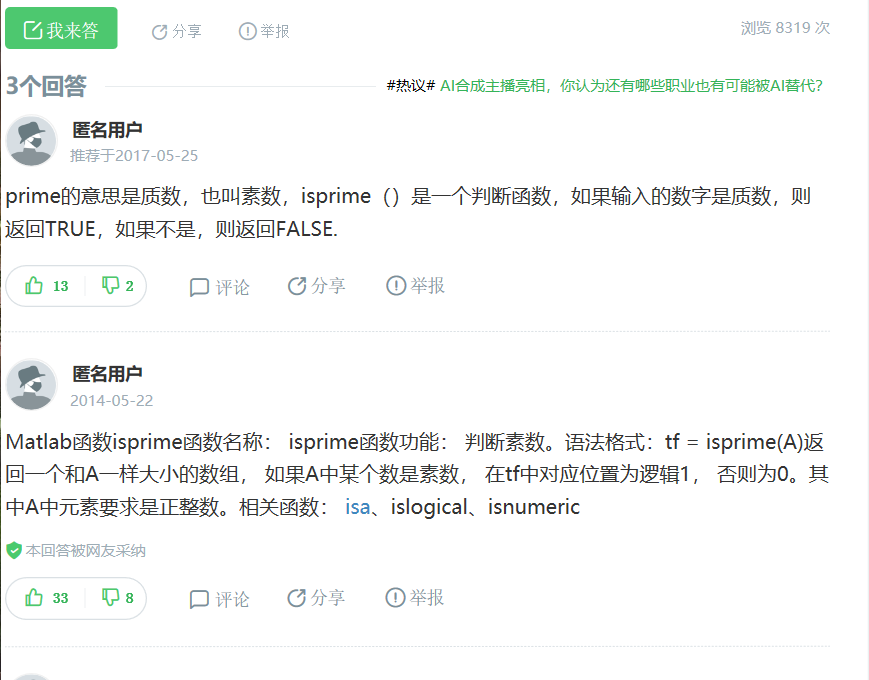 我来答 分享 举报 浏览 8319 次
3个回答 #热议# AI合成主播亮相，你认为还有哪些职业也有可能被AI替代?
匿名用户
推荐于2017-05-25
prime的意思是质数，也叫素数，isprime（）是一个判断函数，如果输入的数字是质数，则
返回TRUE，如果不是，则返回FALSE.
13 2 评论 分享 举报
匿名用户
2014-05-22
Matlab函数isprime函数名称： isprime函数功能： 判断素数。语法格式：tf = isprime(A)返
回一个和A一样大小的数组， 如果A中某个数是素数， 在tf中对应位置为逻辑1， 否则为0。其
中A中元素要求是正整数。相关函数： isa、islogical、isnumeric
本回答被网友采纳
33 8 评论 分享 举报